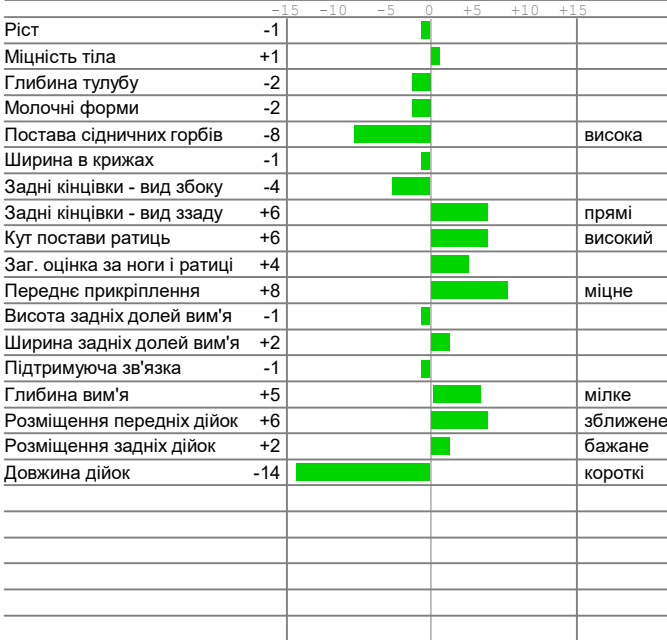 -15 -10 -5 0 +5 +10 +15
Ріст -1
Міцність тіла +1
Глибина тулубу -2
Молочні форми -2
Постава сідничних горбів -8 висока
Ширина в крижах -1
Задні кінцівки - вид збоку -4
Задні кінцівки - вид ззаду +6 прямі
Кут постави ратиць +6 високий
Заг. оцінка за ноги і ратиці +4
Переднє прикріплення +8 міцне
Висота задніх долей вим'я -1
Ширина задніх долей вим'я +2
Підтримуюча зв'язка -1
Глибина вим'я +5 мілке
Розміщення передніх дійок +6 зближене
Розміщення задніх дійок +2 бажане
Довжина дійок -14 короткі